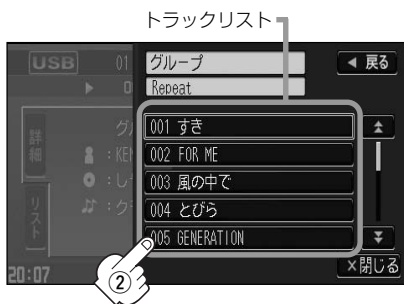 トラックリスト
USB 01 グループ ◀ 戻る
Repeat
001 すき
詳細 002 FOR ME
:KE
003 風の中で
リスト 004 とびら
005 GENERATION
②
20:07 ×閉じる